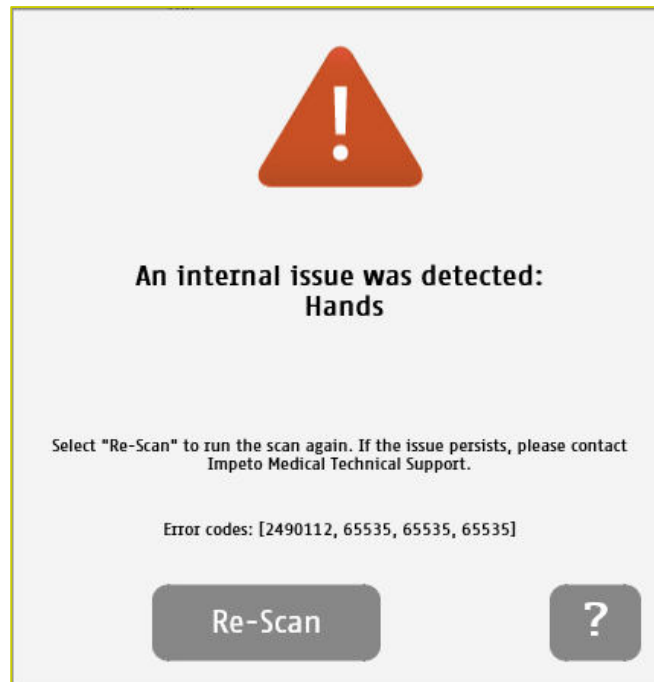 An internal issue was detected:
Hands
Select "Re-Scan" to run the scan again. If the issue persists, please contact
Impeto Medical Technical Support.
Error codes: [2490112, 65535, 65535, 65535]
Re-Scan
?